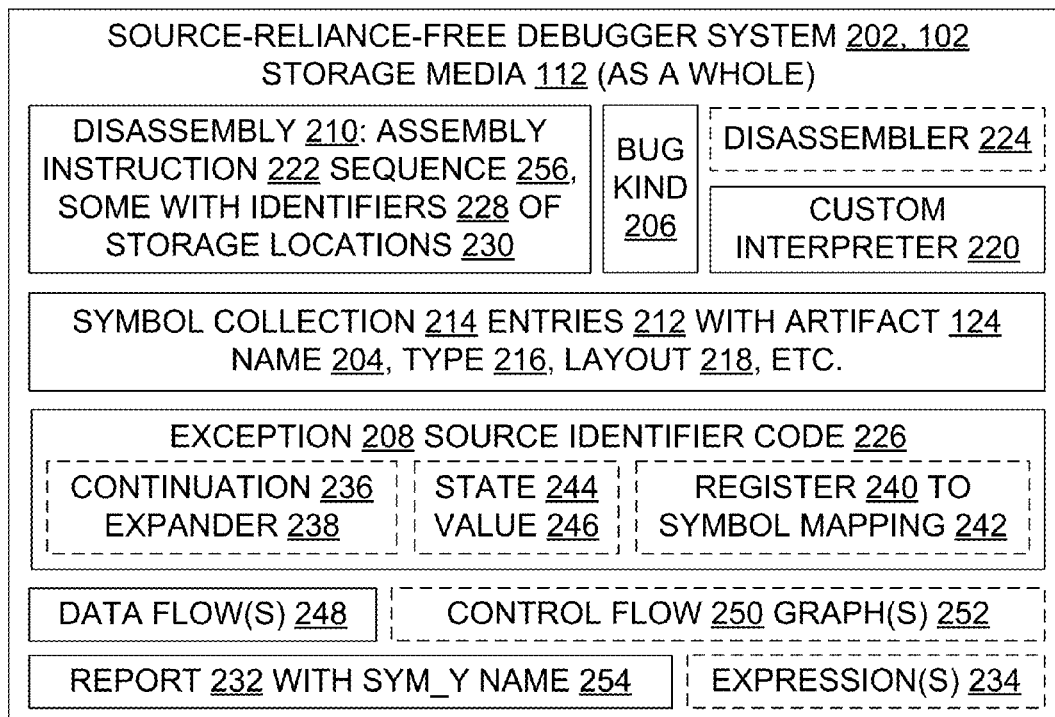 SOURCE-RELIANCE-FREE DEBUGGER SYSTEM 202, 102
STORAGE MEDIA 112 (AS A WHOLE)
DISASSEMBLY 210: ASSEMBLY
INSTRUCTION 222 SEQUENCE 256,
SOME WITH IDENTIFIERS 228 OF
STORAGE LOCATIONS 230
BUG
KIND
206
DISASSEMBLER 224
CUSTOM
INTERPRETER 220
SYMBOL COLLECTION 214 ENTRIES 212 WITH ARTIFACT 124
NAME 204, TYPE 216, LAYOUT 218, ETC.
EXCEPTION 208 SOURCE IDENTIFIER CODE 226
CONTINUATION 236
EXPANDER 238
STATE 244
VALUE 246
REGISTER 240 TO
SYMBOL MAPPING 242
DATA FLOW(S) 248
CONTROL FLOW 250 GRAPH(S) 252
REPORT 232 WITH SYM_Y NAME 254
EXPRESSION(S) 234